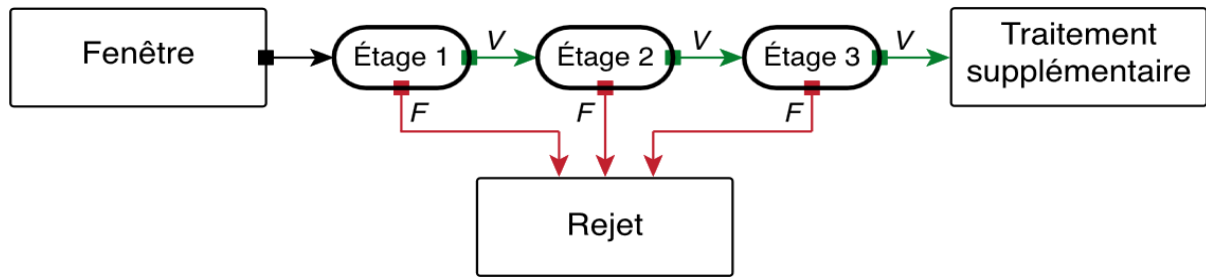 Fenêtre
Étage 1
V
Étage 2
V
Étage 3
V
Traitement
supplémentaire
F
F
F
Rejet